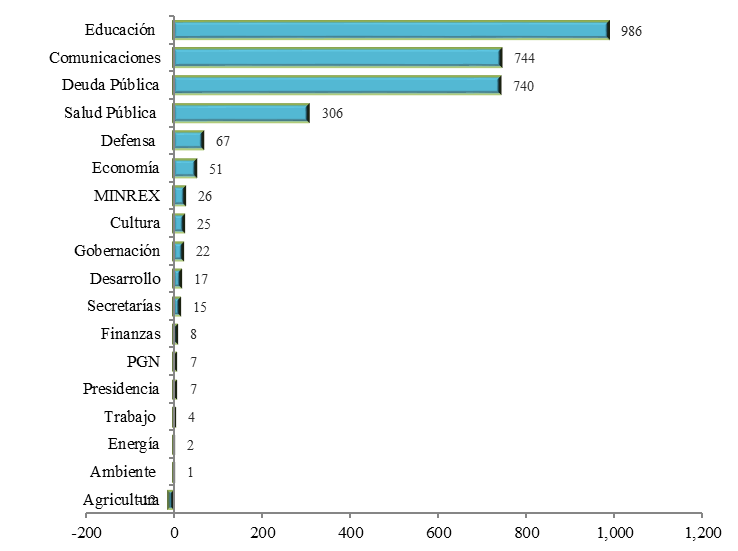 Educación 986
Comunicaciones 744
Deuda Pública 740
Salud Pública 306
Defensa 67
Economía 51
MINREX 26
Cultura 25
Gobernación 22
Desarrollo 17
Secretarías 15
Finanzas 8
PGN 7
Presidencia 7
Trabajo 4
Energía 2
Ambiente 1
Agricultura
-200 0 200 400 600 800 1,000 1,200